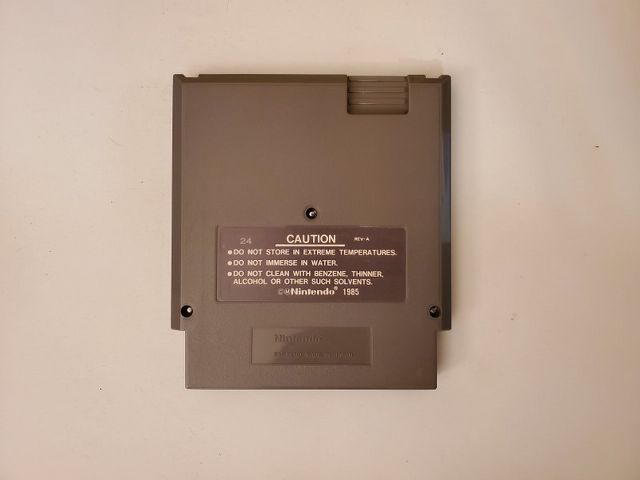 24 CAUTION REV-A
●DO NOT STORE IN EXTREME TEMPERATURES.
●DO NOT IMMERSE IN WATER.
●DO NOT CLEAN WITH BENZENE, THINNER,
ALCOHOL OR OTHER SUCH SOLVENTS.
©Ⓜ Nintendo® 1985
Nintendo